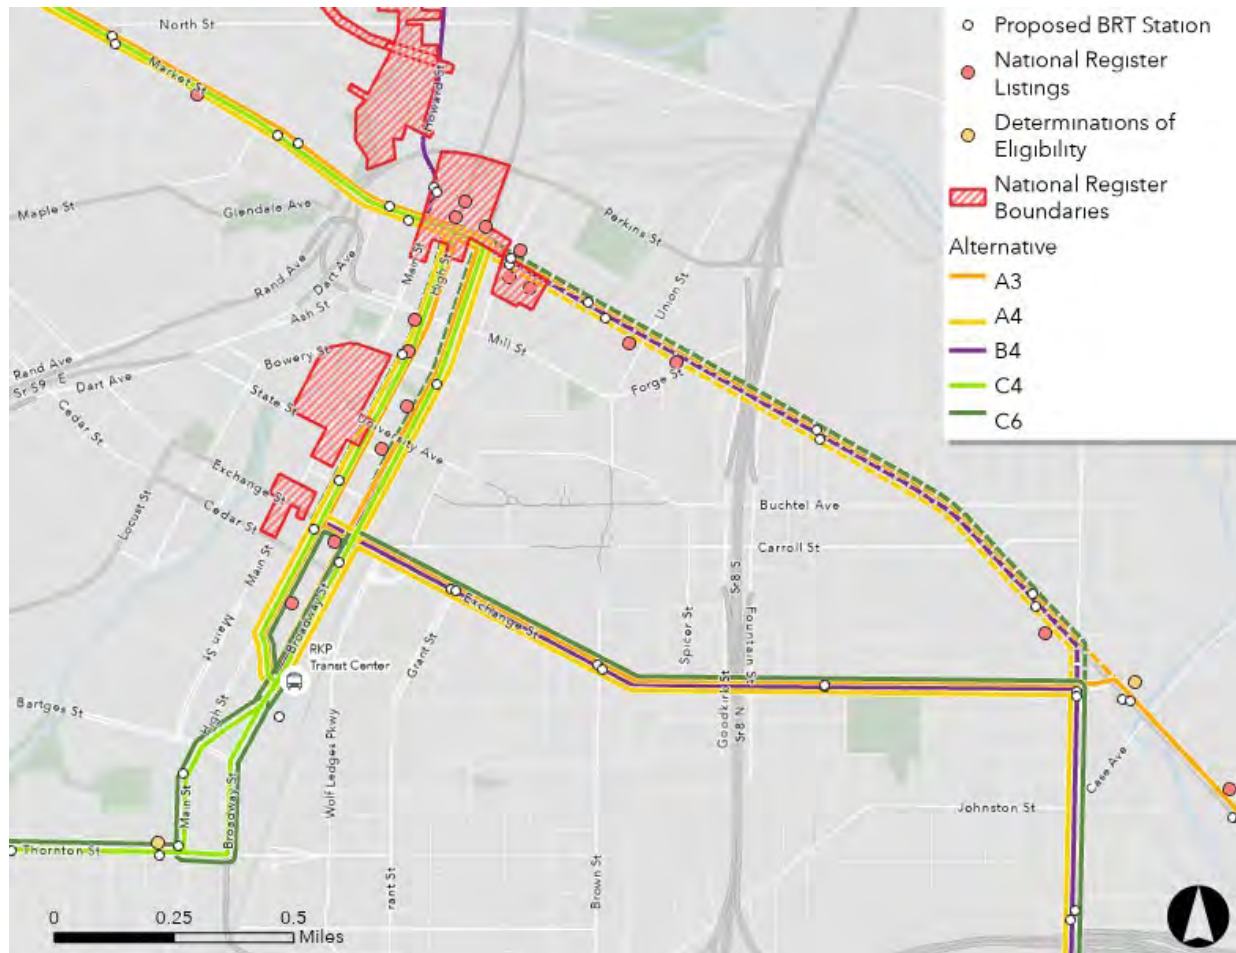 North St
Market St
Howard St
Maple St
Glendale Ave
Perkins St
Main St
High St
Rand Ave
Dart Ave
Ash St
Union St
Mill St
Bowery St
Rand Ave
Sr 59 E
Dart Ave
Forge St
State St
Cedar St
University Ave
Exchange St
Locust St
Cedar St
Buchtel Ave
Carroll St
Main St
Sr8 S
Broadway St
Exchange St
Main St
Spicer St
Fountain St
RKP
Transit Center
Grant St
Bartges St
High St
Goodkirk St
Sr8 N
Wolf Ledges Pkwy
Case Ave
Main St
Broadway St
Johnston St
Thornton St
rant St
Brown St
0 0.25 0.5
Miles
Proposed BRT Station
National Register
Listings
Determinations of
Eligibility
National Register
Boundaries
Alternative
A3
A4
B4
C4
C6